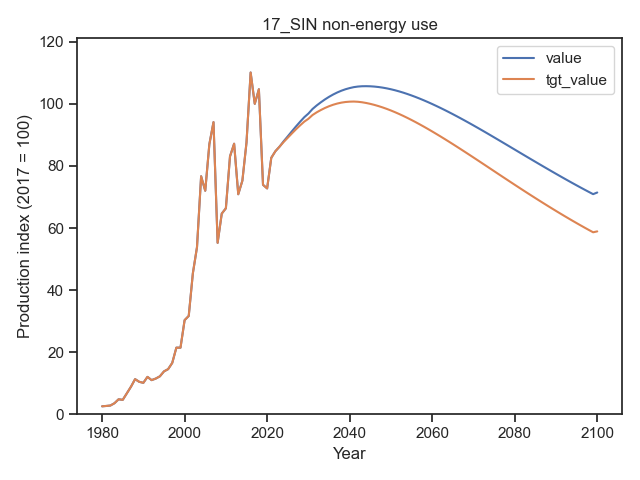 17_SIN non-energy use
120
100
80
60
40
20
0
Production index (2017 = 100)
value
tgt_value
1980
2000
2020
2040
2060
2080
2100
Year